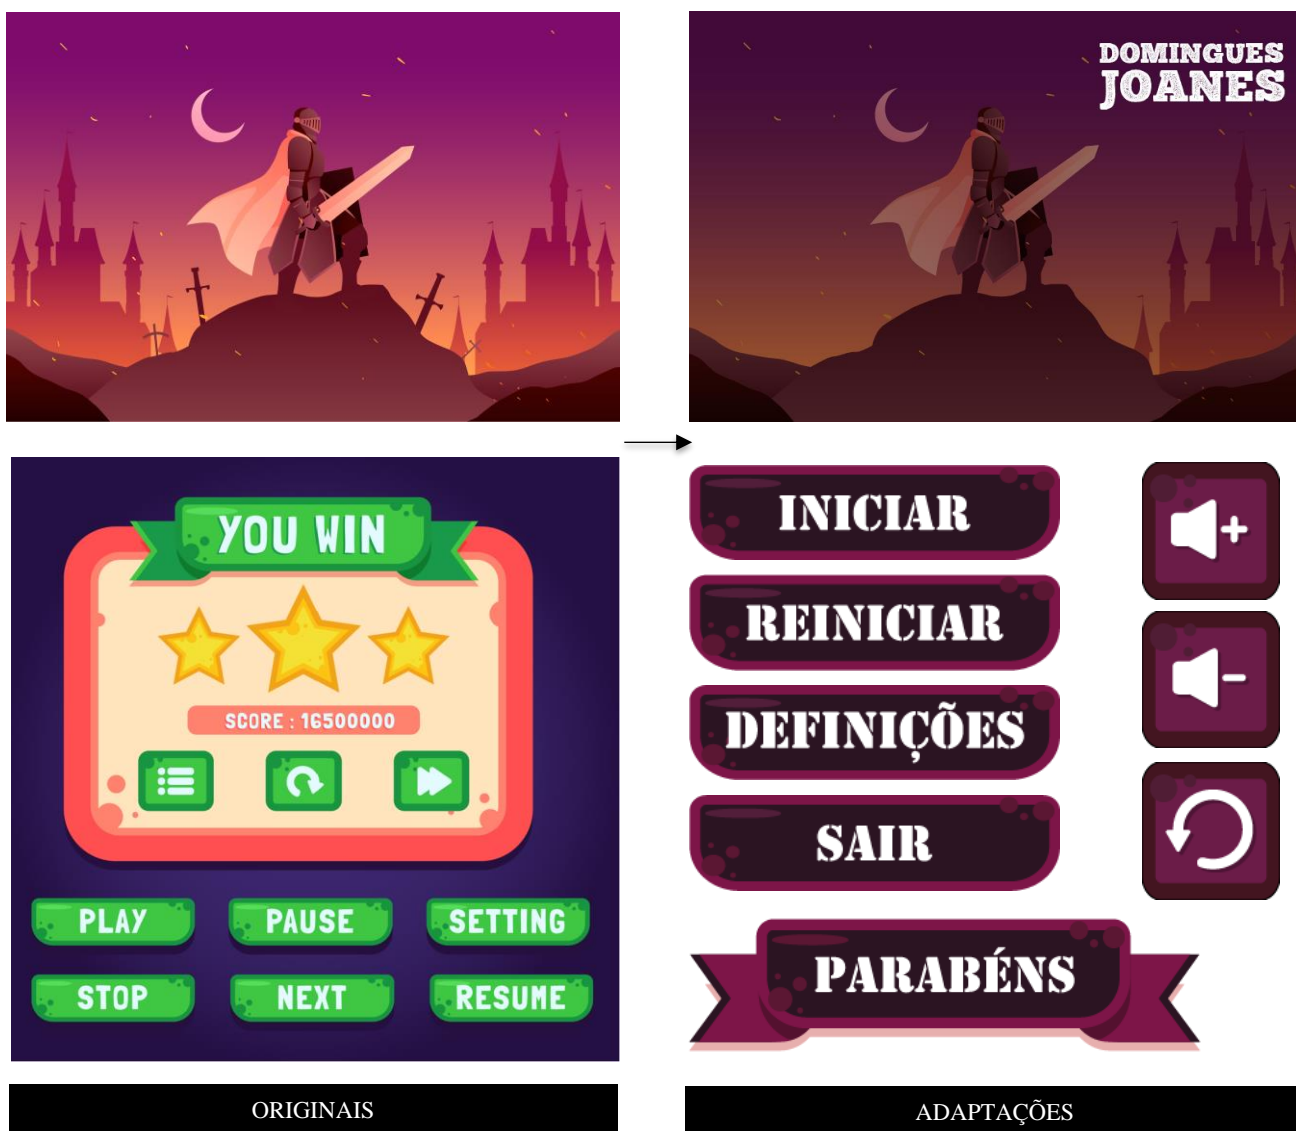 DOMINGUES
JOANES
YOU WIN
SCORE : 16500000
PLAY
PAUSE
SETTING
STOP
NEXT
RESUME
INICIAR
REINICIAR
DEFINIÇÕES
SAIR
PARABÉNS
ORIGINAIS
ADAPTAÇÕES